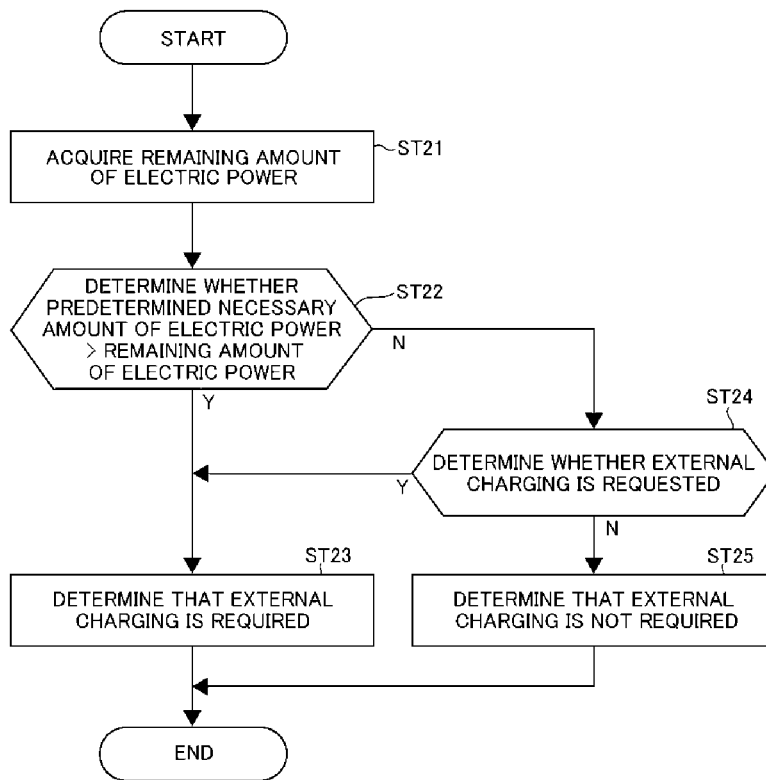 START
ACQUIRE REMAINING AMOUNT
OF ELECTRIC POWER
ST21
DETERMINE WHETHER
PREDETERMINED NECESSARY
AMOUNT OF ELECTRIC POWER
> REMAINING AMOUNT
OF ELECTRIC POWER
ST22
N
Y
ST24
DETERMINE WHETHER EXTERNAL
CHARGING IS REQUESTED
Y
N
ST23
DETERMINE THAT EXTERNAL
CHARGING IS REQUIRED
ST25
DETERMINE THAT EXTERNAL
CHARGING IS NOT REQUIRED
END